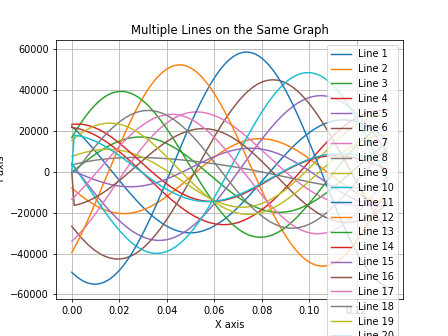 Multiple Lines on the Same Graph
60000
40000
20000
0
−20000
−40000
−60000
0.00
0.02
0.04
0.06
0.08
0.10
X axis
Line 1
Line 2
Line 3
Line 4
Line 5
Line 6
Line 7
Line 8
Line 9
Line 10
Line 11
Line 12
Line 13
Line 14
Line 15
Line 16
Line 17
Line 18
Line 19
Line 20